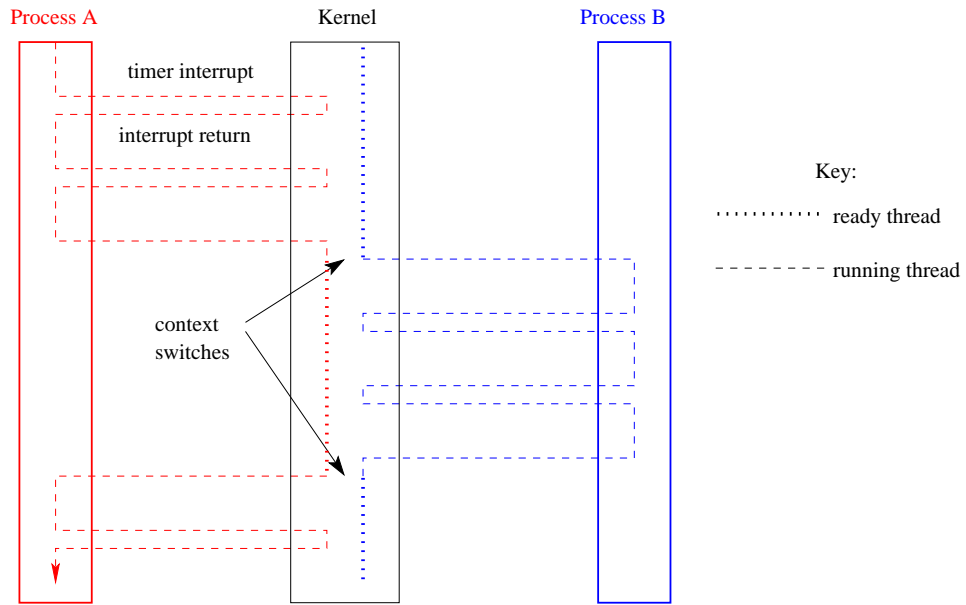 Process A
Kernel
Process B
timer interrupt
interrupt return
Key:
ready thread
running thread
context
switches